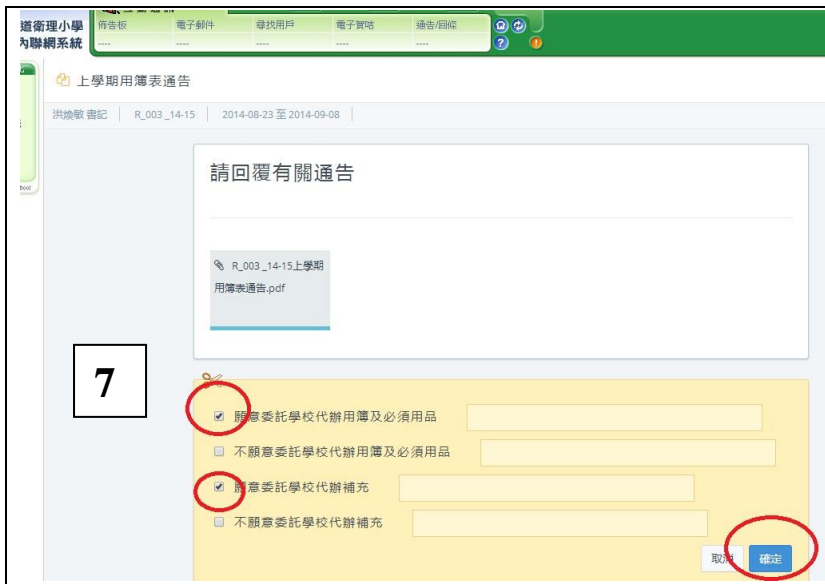 道衛理小學
內聯網系統
佈告板 電子郵件 尋找用戶 電子賀咭 通告/回條
---- ---- ---- ---- ----
上學期用簿表通告
洪煥敏 書記 R_003_14-15 2014-08-23 至 2014-09-08
請回覆有關通告
R_003_14-15上學期
用簿表通告.pdf
7
願意委託學校代辦用簿及必須用品
不願意委託學校代辦用簿及必須用品
願意委託學校代辦補充
不願意委託學校代辦補充
取消 確定